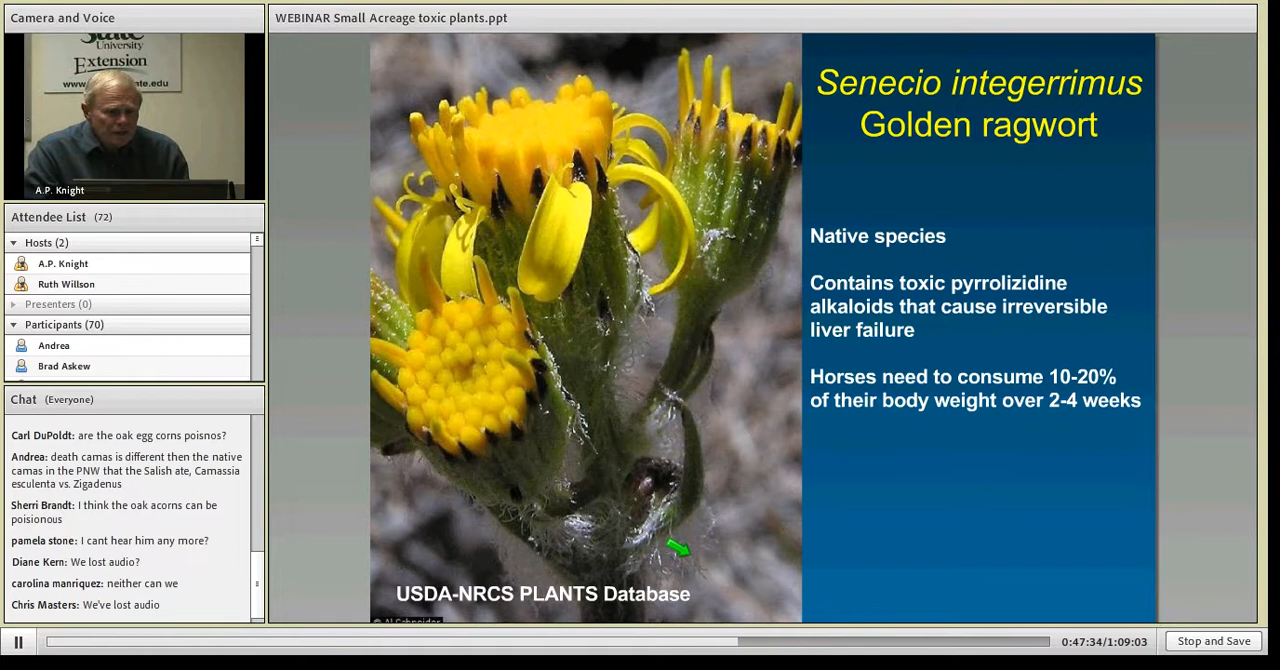 Camera and Voice
State
University
Extension
A.P. Knight
Attendee List (72)
Hosts (2)
A.P. Knight
Ruth Willson
Presenters (0)
Participants (70)
Andrea
Brad Askew
Chat (Everyone)
Carl DuPoldt: are the oak egg corns poisnos?
Andrea: death camas is different then the native
camas in the PNW that the Salish ate, Camassia
esculenta vs. Zigadenus
Sherri Brandt: I think the oak acorns can be
poisionous
pamela stone: I cant hear him any more?
Diane Kern: We lost audio?
carolina manriquez: neither can we
Chris Masters: We've lost audio
WEBINAR Small Acreage toxic plants.ppt
Senecio integerrimus
Golden ragwort
Native species
Contains toxic pyrrolizidine
alkaloids that cause irreversible
liver failure
Horses need to consume 10-20%
of their body weight over 2-4 weeks
USDA-NRCS PLANTS Database
0:47:34/1:09:03
Stop and Save